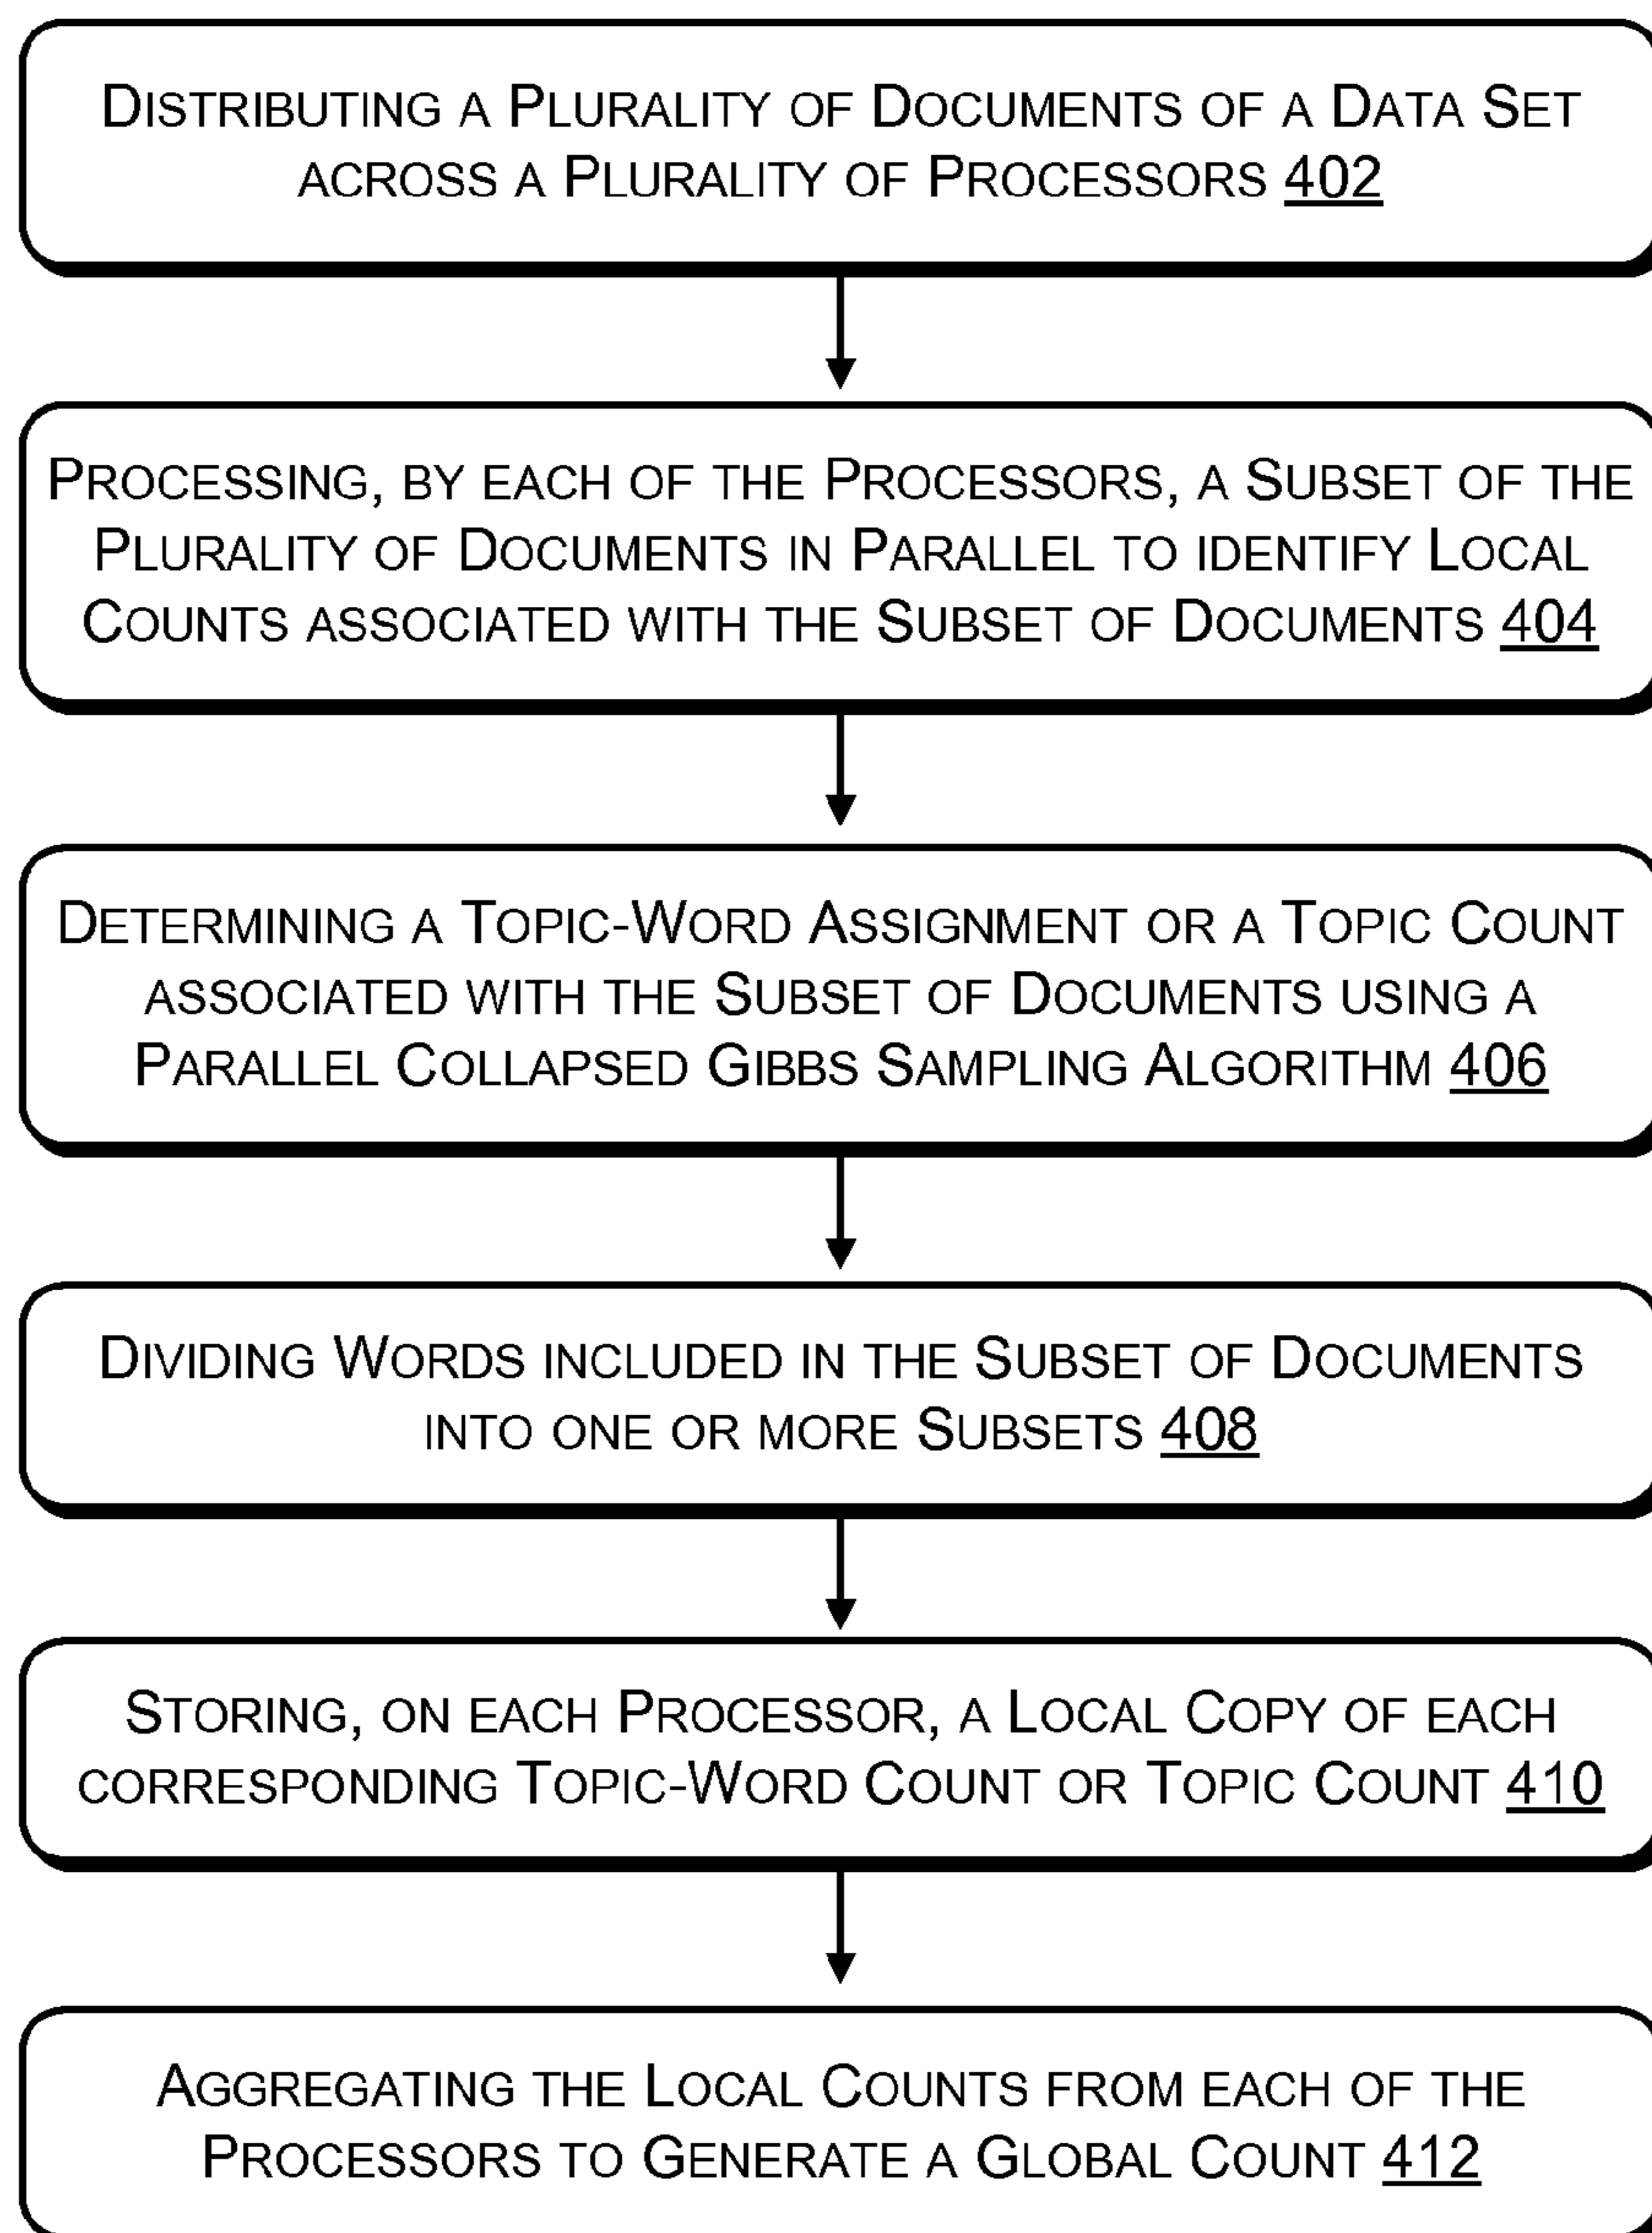 DISTRIBUTING A PLURALITY OF DOCUMENTS OF A DATA SET
ACROSS A PLURALITY OF PROCESSORS 402
PROCESSING, BY EACH OF THE PROCESSORS, A SUBSET OF THE
PLURALITY OF DOCUMENTS IN PARALLEL TO IDENTIFY LOCAL
COUNTS ASSOCIATED WITH THE SUBSET OF DOCUMENTS 404
DETERMINING A TOPIC-WORD ASSIGNMENT OR A TOPIC COUNT
ASSOCIATED WITH THE SUBSET OF DOCUMENTS USING A
PARALLEL COLLAPSED GIBBS SAMPLING ALGORITHM 406
DIVIDING WORDS INCLUDED IN THE SUBSET OF DOCUMENTS
INTO ONE OR MORE SUBSETS 408
STORING, ON EACH PROCESSOR, A LOCAL COPY OF EACH
CORRESPONDING TOPIC-WORD COUNT OR TOPIC COUNT 410
AGGREGATING THE LOCAL COUNTS FROM EACH OF THE
PROCESSORS TO GENERATE A GLOBAL COUNT 412